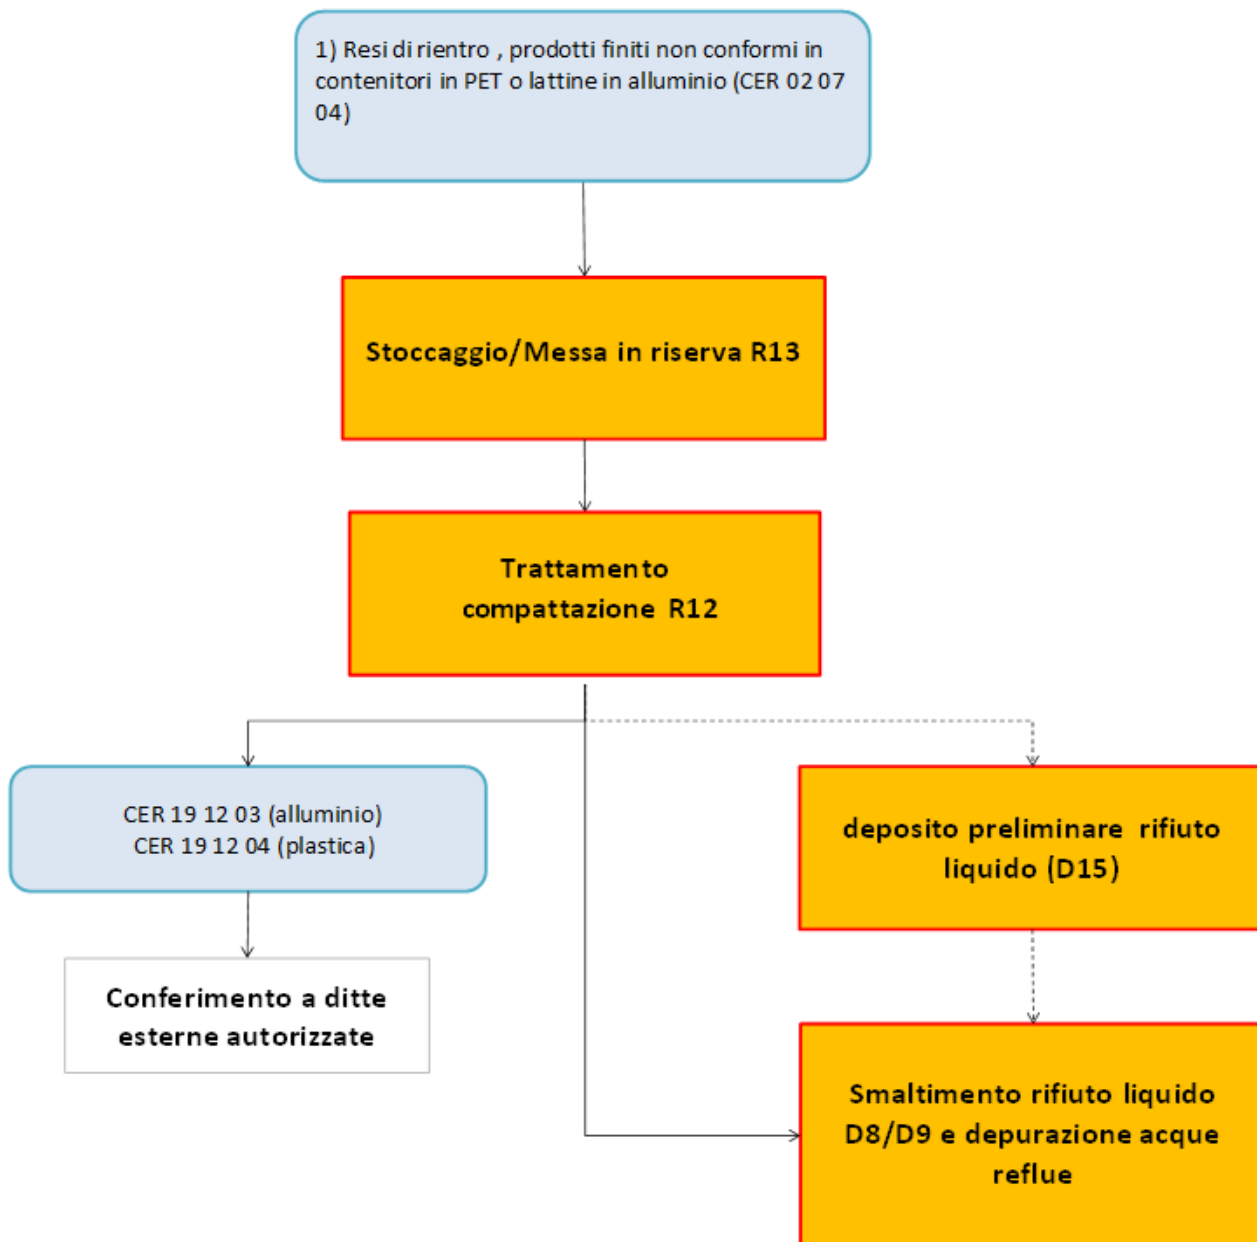 1) Resi di rientro , prodotti finiti non conformi in
contenitori in PET o lattine in alluminio (CER 02 07
04)
Stoccaggio/Messa in riserva R13
Trattamento
compattazione R12
CER 19 12 03 (alluminio)
CER 19 12 04 (plastica)
deposito preliminare rifiuto
liquido (D15)
Conferimento a ditte
esterne autorizzate
Smaltimento rifiuto liquido
D8/D9 e depurazione acque
reflue